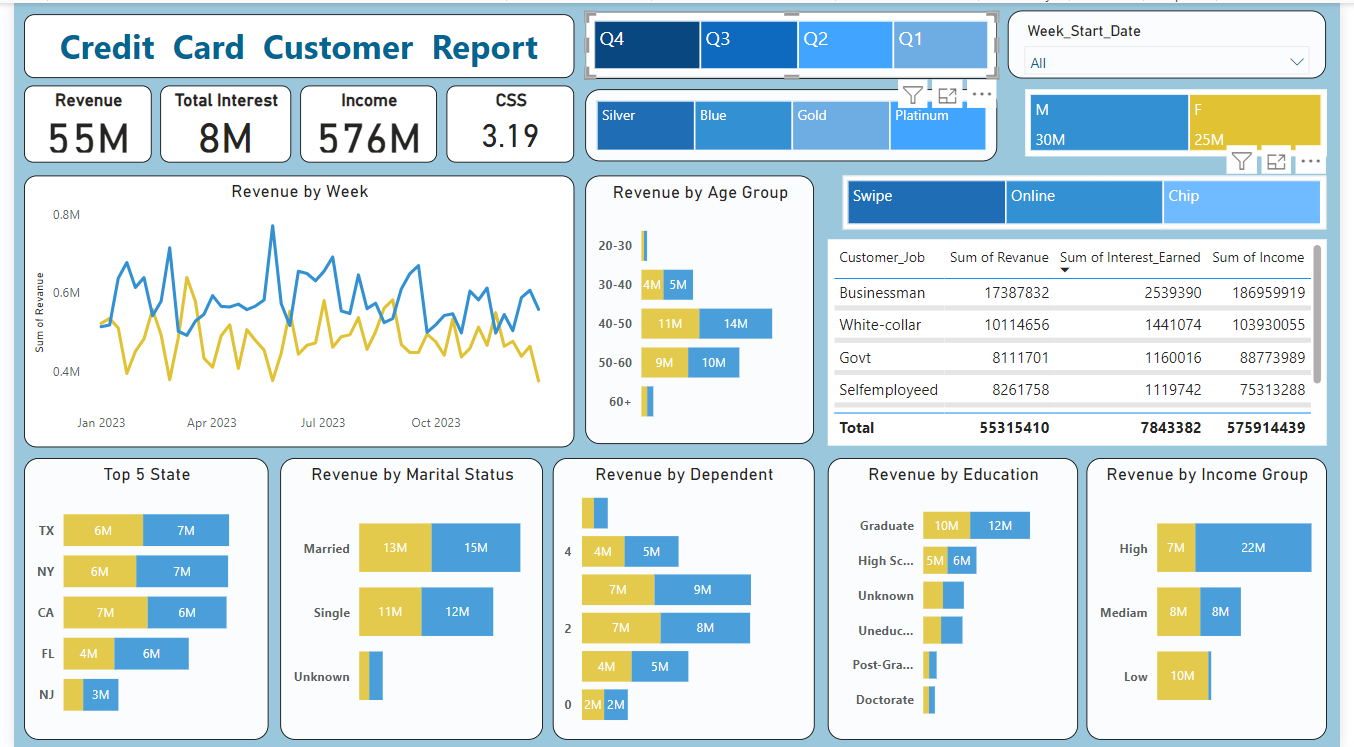 Credit Card Customer Report
Q4 Q3 Q2 Q1
Week_Start_Date
All
Revenue
55M
Total Interest
8M
Income
576M
CSS
3.19
Silver Blue Gold Platinum
M F
30M 25M
Swipe Online Chip
Revenue by Week
Sum of Revanue
0.8M
0.6M
0.4M
Jan 2023 Apr 2023 Jul 2023 Oct 2023
Revenue by Age Group
20-30
30-40 4M 5M
40-50 11M 14M
50-60 9M 10M
60+
Customer_Job Sum of Revanue Sum of Interest_Earned Sum of Income
Businessman 17387832 2539390 186959919
White-collar 10114656 1441074 103930055
Govt 8111701 1160016 88773989
Selfemployeed 8261758 1119742 75313288
Total 55315410 7843382 575914439
Top 5 State
TX 6M 7M
NY 6M 7M
CA 7M 6M
FL 4M 6M
NJ 3M
Revenue by Marital Status
Married 13M 15M
Single 11M 12M
Unknown
Revenue by Dependent
4 4M 5M
7M 9M
2 7M 8M
4M 5M
0 2M 2M
Revenue by Education
Graduate 10M 12M
High Sc... 5M 6M
Unknown
Uneduc...
Post-Gra...
Doctorate
Revenue by Income Group
High 7M 22M
Mediam 8M 8M
Low 10M